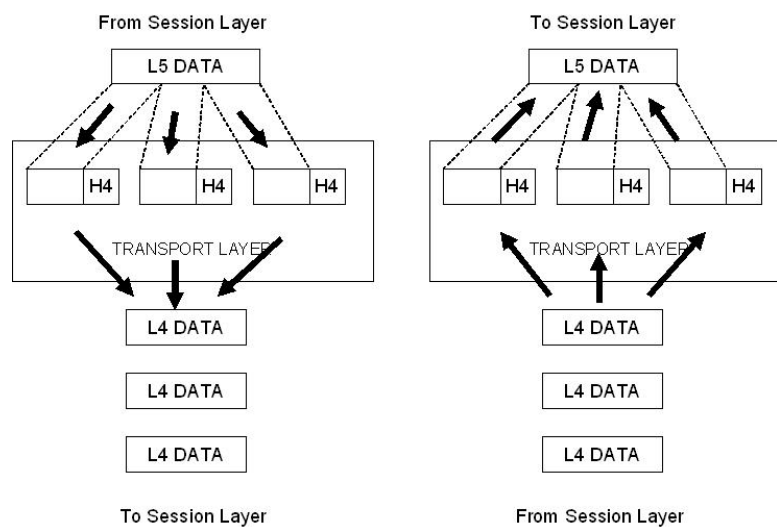 From Session Layer
L5 DATA
H4
H4
H4
TRANSPORT LAYER
L4 DATA
L4 DATA
L4 DATA
To Session Layer
To Session Layer
L5 DATA
H4
H4
H4
TRANSPORT LAYER
L4 DATA
L4 DATA
L4 DATA
From Session Layer